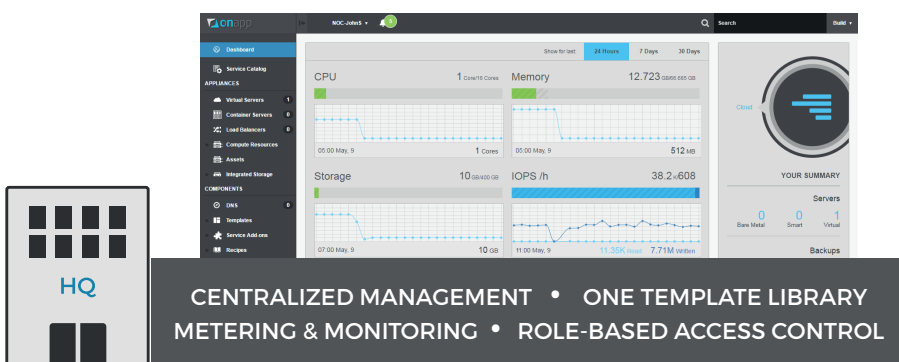 onapp
NOC-JohnS
Search
Build
Dashboard
Service Catalog
APPLIANCES
Virtual Servers 1
Container Servers 0
Load Balancers 0
Compute Resources
Assets
Integrated Storage
COMPONENTS
DNS 0
Templates
Service Add-ons
Recipes
Show for last 24 Hours 7 Days 30 Days
CPU 1 Core/16 Cores
05:00 May, 9 1 Cores
Memory 12.723
05:00 May, 9 512 MB
Storage 10 GB/400 GB
07:00 May, 9 10 GB
IOPS /h 38.2 608
11:00 May, 9 11.35K Read 7.71M Written
Cloud
YOUR SUMMARY
Servers
0 0 1
Bare Metal Smart Virtual
Backups
HQ
CENTRALIZED MANAGEMENT • ONE TEMPLATE LIBRARY
METERING & MONITORING • ROLE-BASED ACCESS CONTROL